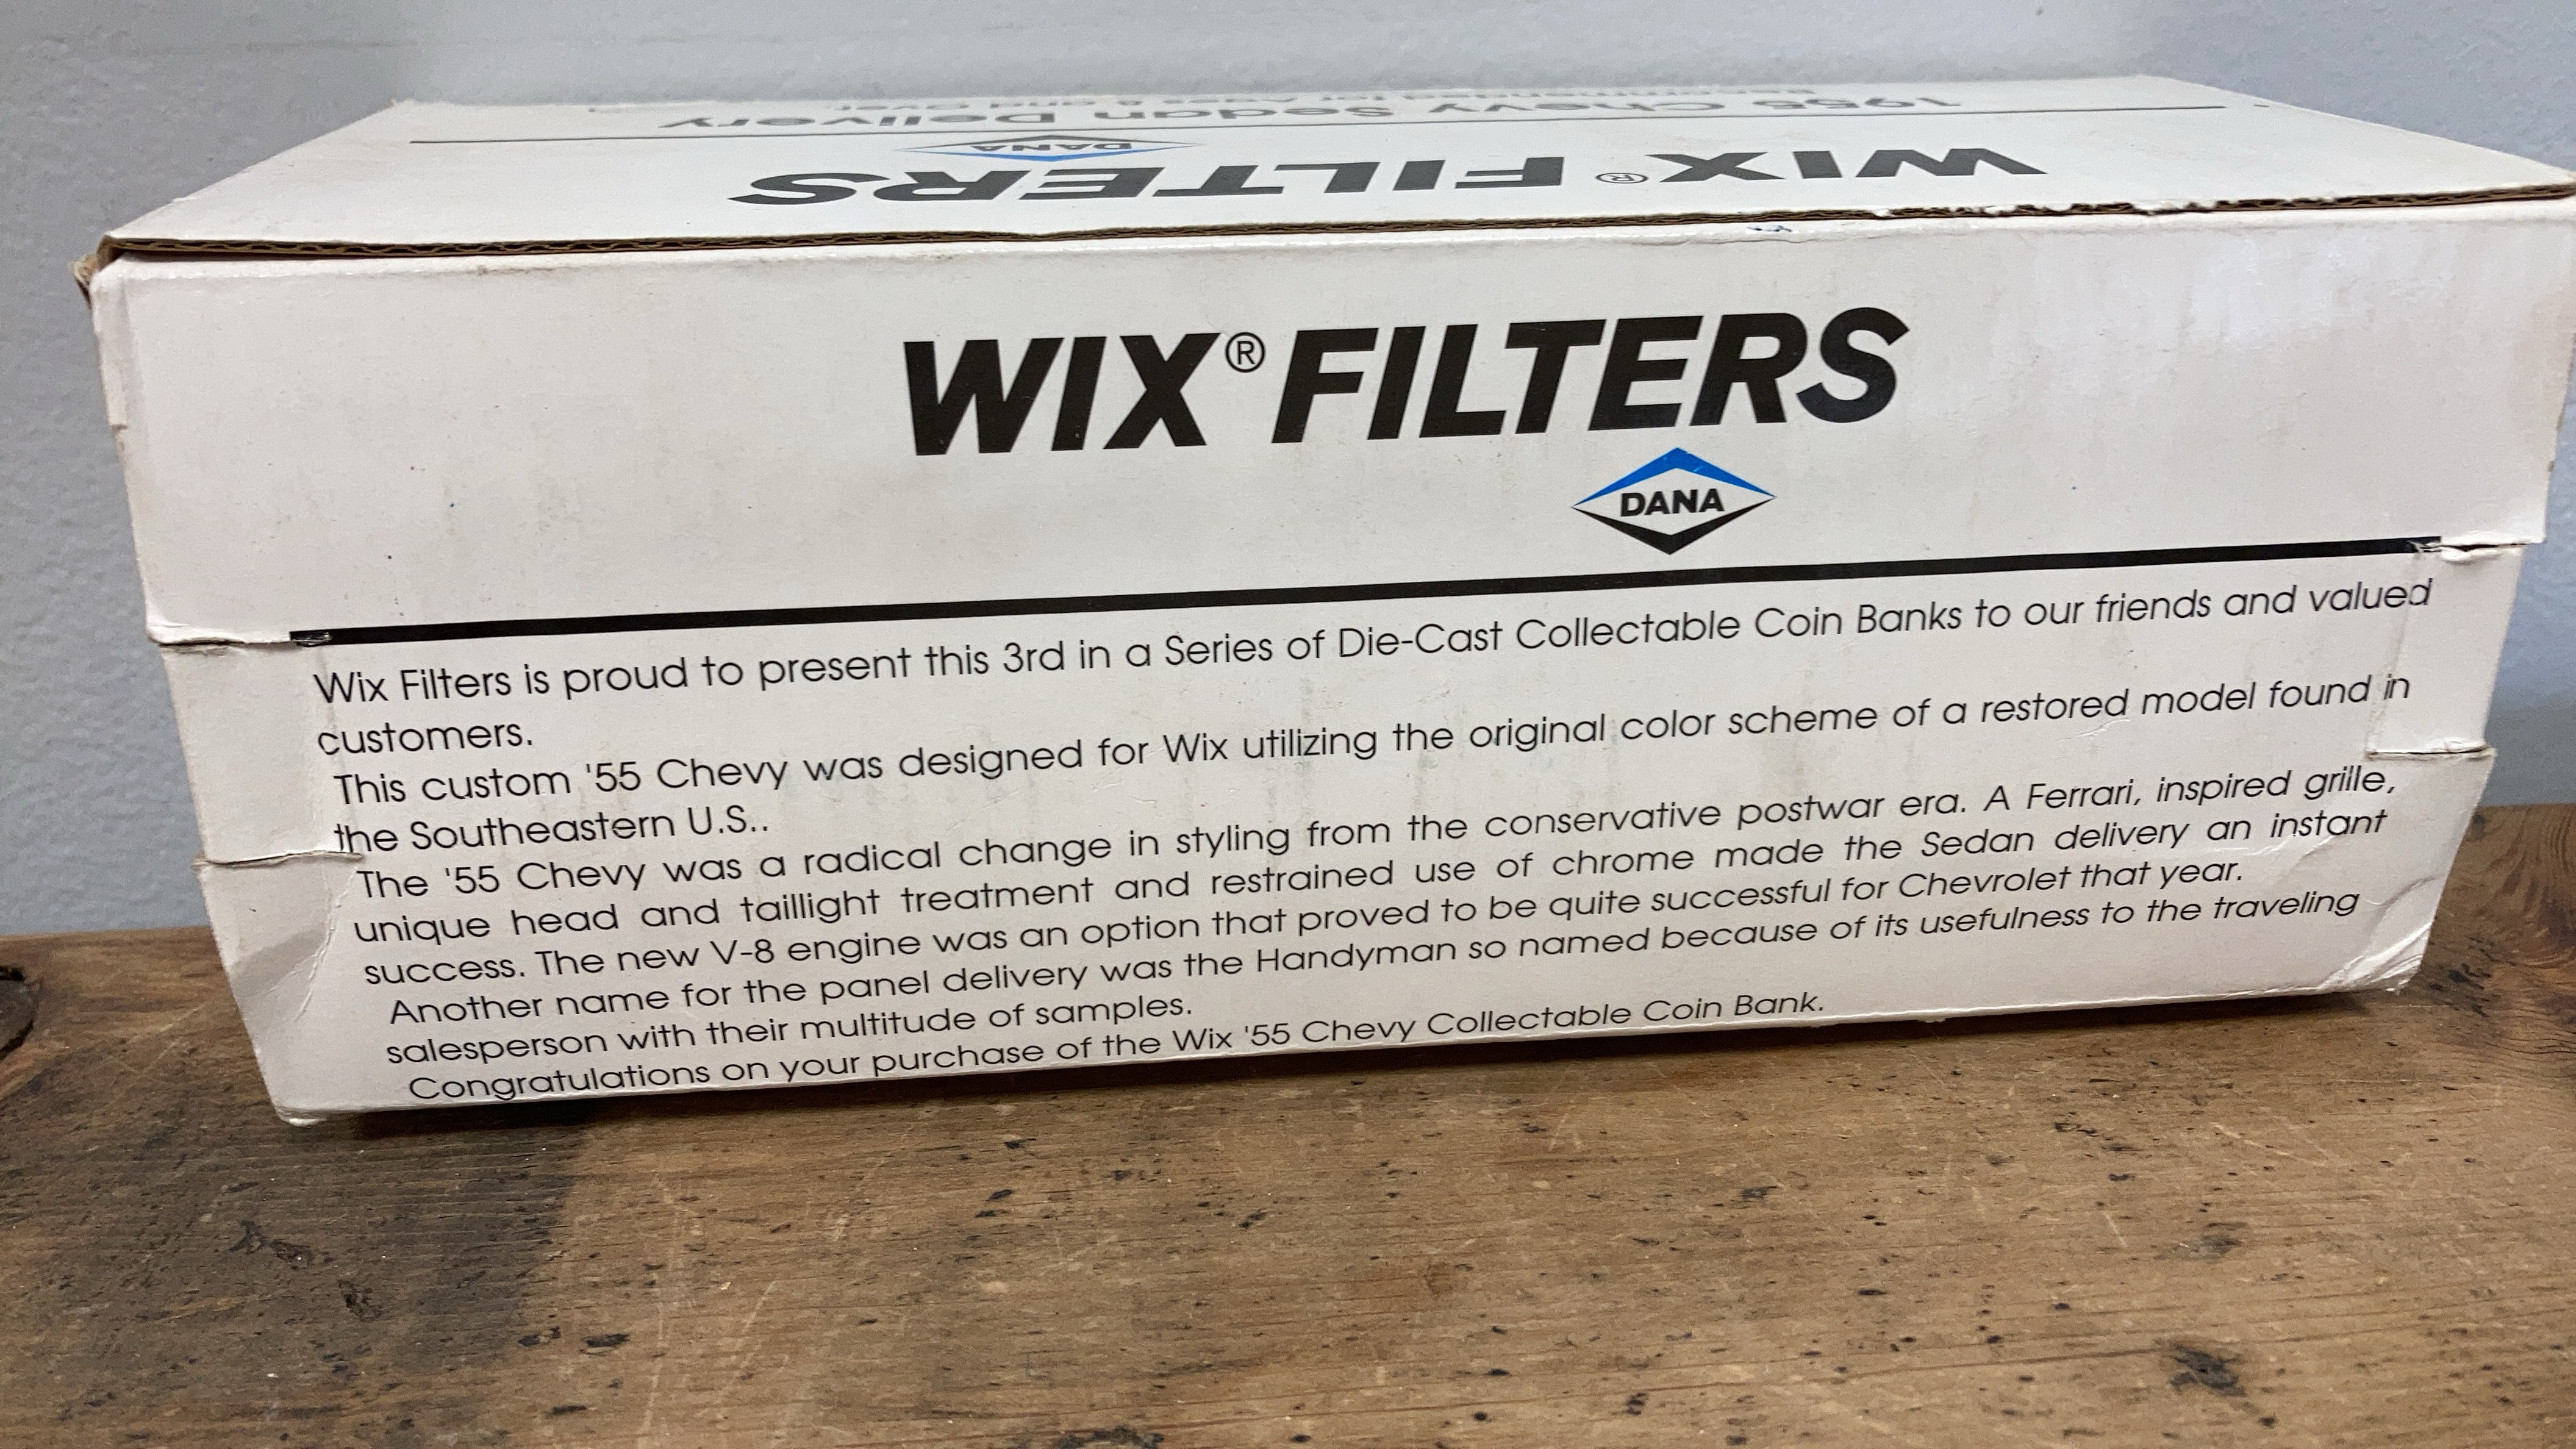 1955 Chevy Sedan Delivery
Recommended for Ages 8 and Over
WIX® FILTERS
DANA
WIX® FILTERS
DANA
Wix Filters is proud to present this 3rd in a Series of Die-Cast Collectable Coin Banks to our friends and valued
customers.
This custom '55 Chevy was designed for Wix utilizing the original color scheme of a restored model found in
the Southeastern U.S..
The '55 Chevy was a radical change in styling from the conservative postwar era. A Ferrari, inspired grille,
unique head and taillight treatment and restrained use of chrome made the Sedan delivery an instant
success. The new V-8 engine was an option that proved to be quite successful for Chevrolet that year.
Another name for the panel delivery was the Handyman so named because of its usefulness to the traveling
salesperson with their multitude of samples.
Congratulations on your purchase of the Wix '55 Chevy Collectable Coin Bank.